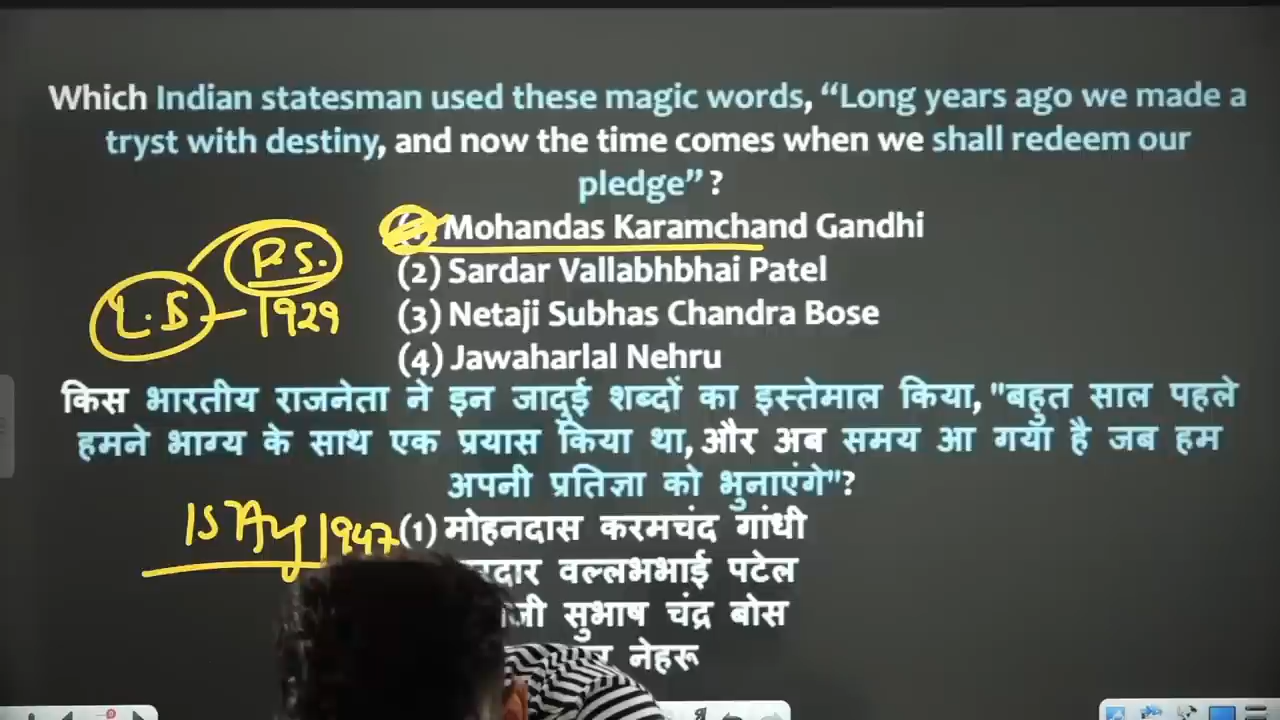 Which Indian statesman used these magic words, “Long years ago we made a
tryst with destiny, and now the time comes when we shall redeem our
pledge” ?
Mohandas Karamchand Gandhi
P.S.
(2) Sardar Vallabhbhai Patel
1929
(3) Netaji Subhas Chandra Bose
(4) Jawaharlal Nehru
किस भारतीय राजनेता ने इन जादुई शब्दों का इस्तेमाल किया, "बहुत साल पहले
हमने भाग्य के साथ एक प्रयास किया था, और अब समय आ गया है जब हम
अपनी प्रतिज्ञा को भुनाएंगे"?
15 Aug 1947
(1) मोहनदास करमचंद गांधी
वल्लभभाई पटेल
सुभाष चंद्र बोस
नेहरू